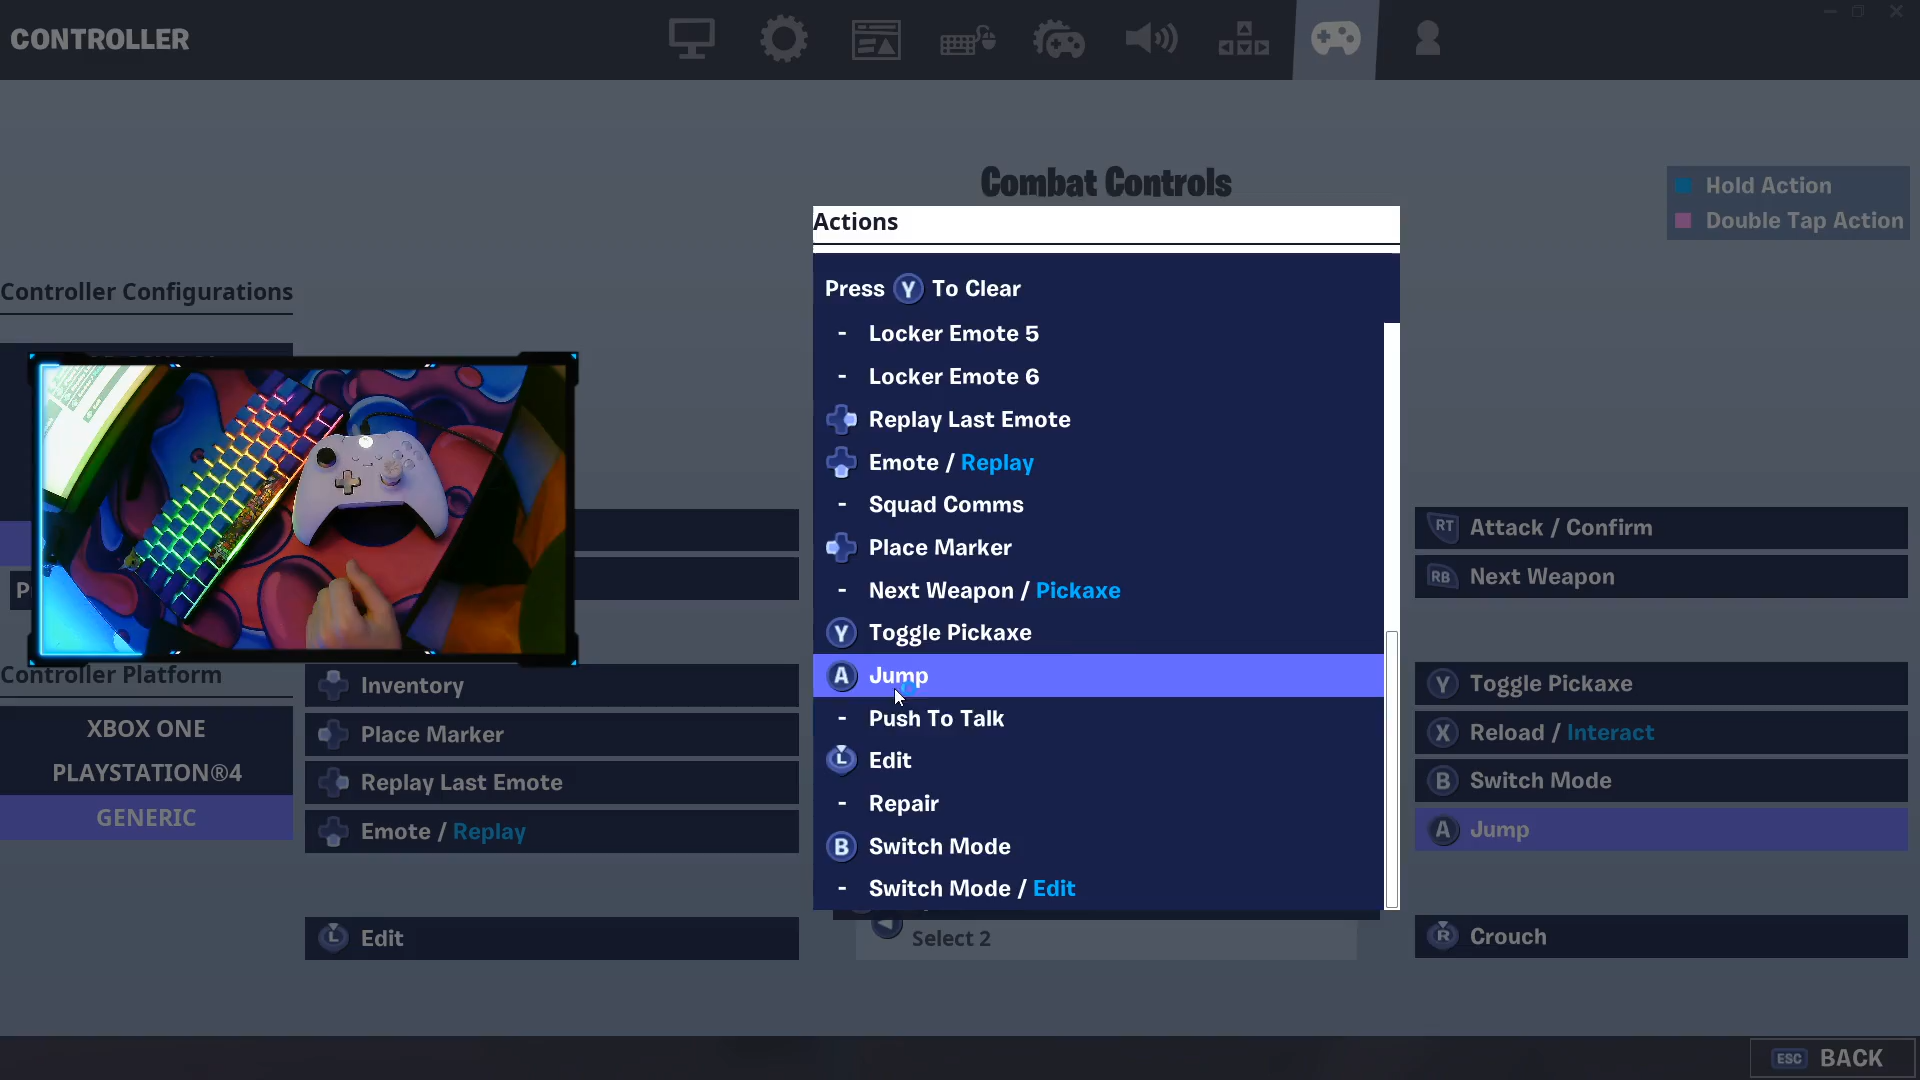 CONTROLLER
Combat Controls
Hold Action
Double Tap Action
Controller Configurations
Actions
Press Y To Clear
- Locker Emote 5
- Locker Emote 6
Replay Last Emote
Emote / Replay
- Squad Comms
Place Marker
- Next Weapon / Pickaxe
Y Toggle Pickaxe
A Jump
- Push To Talk
L Edit
- Repair
B Switch Mode
- Switch Mode / Edit
Select 2
RT Attack / Confirm
RB Next Weapon
Y Toggle Pickaxe
X Reload / Interact
B Switch Mode
A Jump
R Crouch
P
Controller Platform
XBOX ONE
PLAYSTATION®4
GENERIC
Inventory
Place Marker
Replay Last Emote
Emote / Replay
L Edit
ESC BACK